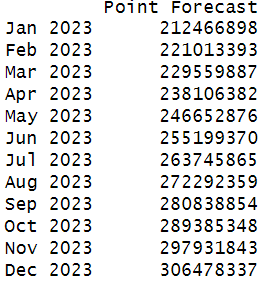 Point Forecast
Jan 2023 212466898
Feb 2023 221013393
Mar 2023 229559887
Apr 2023 238106382
May 2023 246652876
Jun 2023 255199370
Jul 2023 263745865
Aug 2023 272292359
Sep 2023 280838854
Oct 2023 289385348
Nov 2023 297931843
Dec 2023 306478337